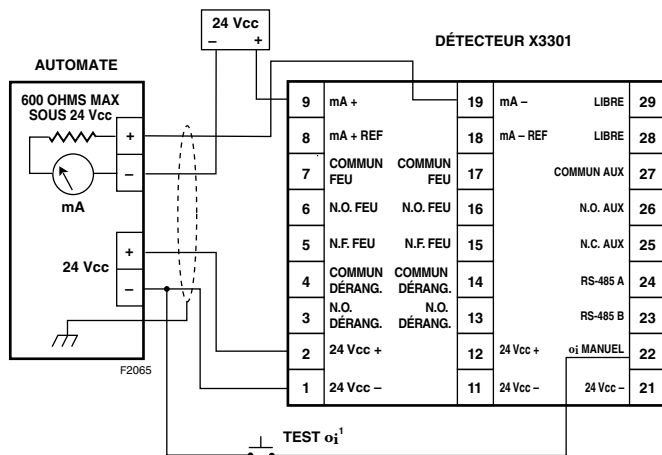 24 Vcc
– +
DÉTECTEUR X3301
AUTOMATE
600 OHMS MAX
SOUS 24 Vcc
+
–
mA
24 Vcc
+
–
F2065
9 mA + 19 mA – LIBRE 29
8 mA + REF 18 mA – REF LIBRE 28
7 COMMUN FEU COMMUN FEU 17 COMMUN AUX 27
6 N.O. FEU N.O. FEU 16 N.O. AUX 26
5 N.F. FEU N.F. FEU 15 N.C. AUX 25
4 COMMUN DÉRANG. COMMUN DÉRANG. 14 RS-485 A 24
3 N.O. DÉRANG. N.O. DÉRANG. 13 RS-485 B 23
2 24 Vcc + 12 24 Vcc + oi MANUEL 22
1 24 Vcc – 11 24 Vcc – 24 Vcc – 21
TEST oi¹